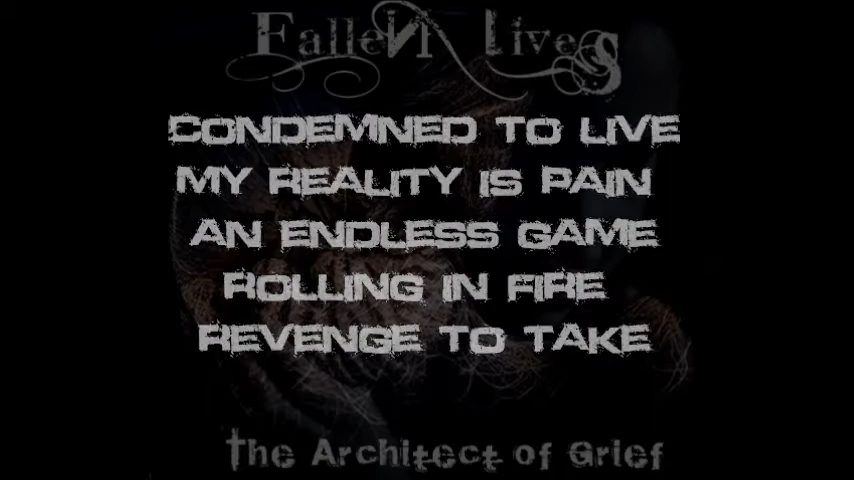 Fallen Lives
CONDEMNED TO LIVE
MY REALITY IS PAIN
AN ENDLESS GAME
ROLLING IN FIRE
REVENGE TO TAKE
The Architect of Grief